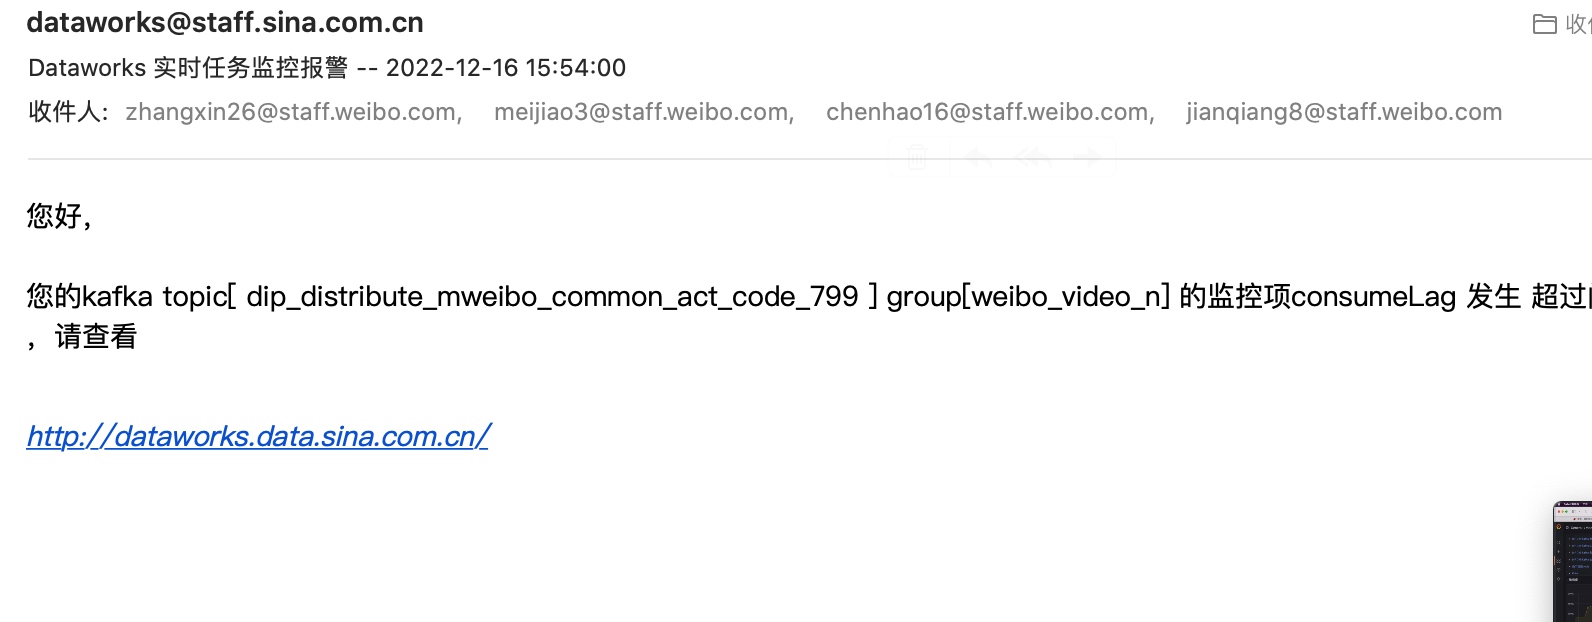 dataworks@staff.sina.com.cn
收
Dataworks 实时任务监控报警 -- 2022-12-16 15:54:00
收件人: zhangxin26@staff.weibo.com, meijiao3@staff.weibo.com, chenhao16@staff.weibo.com, jianqiang8@staff.weibo.com
您好，
您的kafka topic[ dip_distribute_mweibo_common_act_code_799 ] group[weibo_video_n] 的监控项consumeLag 发生 超过
，请查看
http://dataworks.data.sina.com.cn/